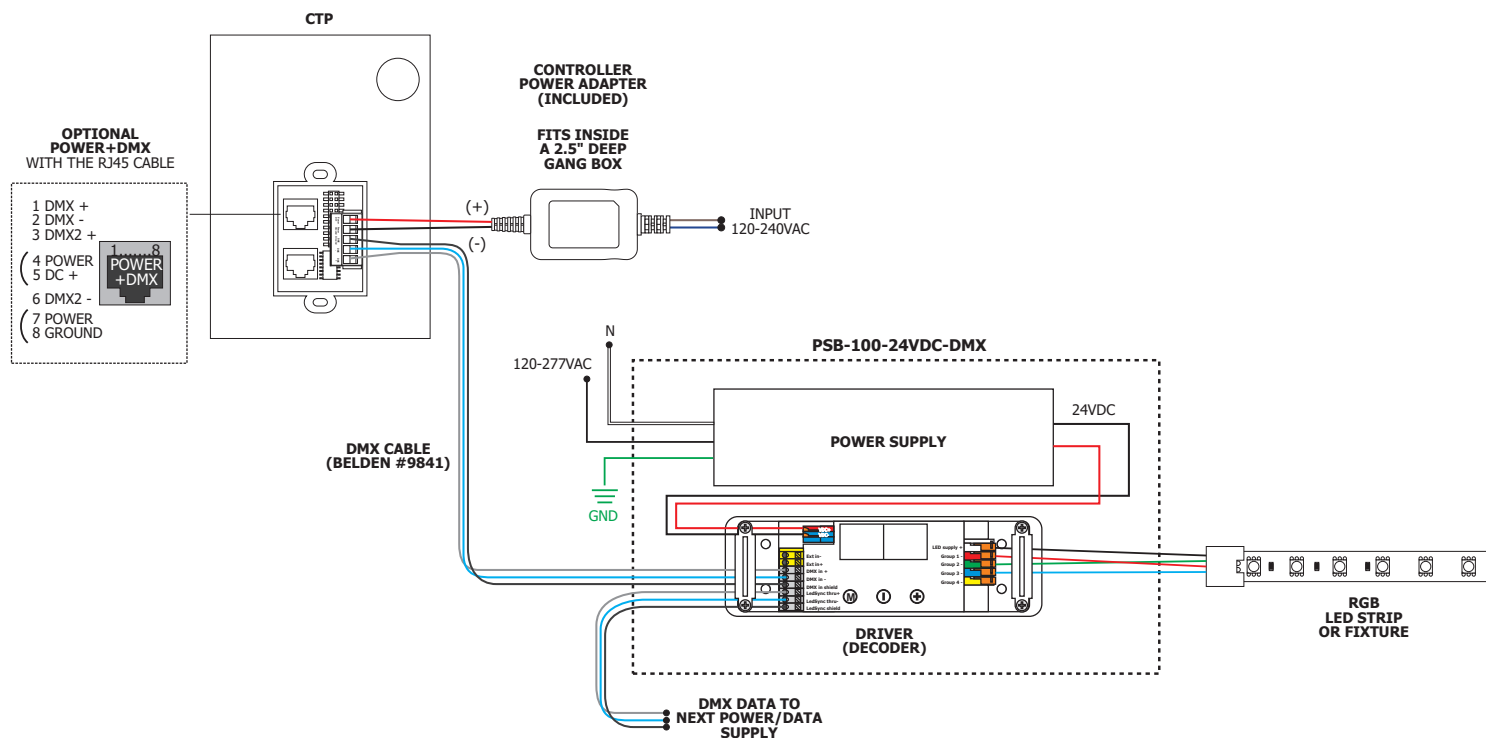 CTP
CONTROLLER
POWER ADAPTER
(INCLUDED)
FITS INSIDE
A 2.5" DEEP
GANG BOX
OPTIONAL
POWER+DMX
WITH THE RJ45 CABLE
1 DMX +
2 DMX -
3 DMX2 +
4 POWER
5 DC +
6 DMX2 -
7 POWER
8 GROUND
1 8
POWER
+DMX
(+)
(-)
INPUT
120-240VAC
N
120-277VAC
PSB-100-24VDC-DMX
24VDC
POWER SUPPLY
DMX CABLE
(BELDEN #9841)
GND
Ext in-
Ext in+
DMX in +
DMX in -
DMX in shield
LedSync thru+
LedSync thru-
LedSync shield
LED supply +
Group 1 -
Group 2 -
Group 3 -
Group 4 -
M
DRIVER
(DECODER)
RGB
LED STRIP
OR FIXTURE
DMX DATA TO
NEXT POWER/DATA
SUPPLY